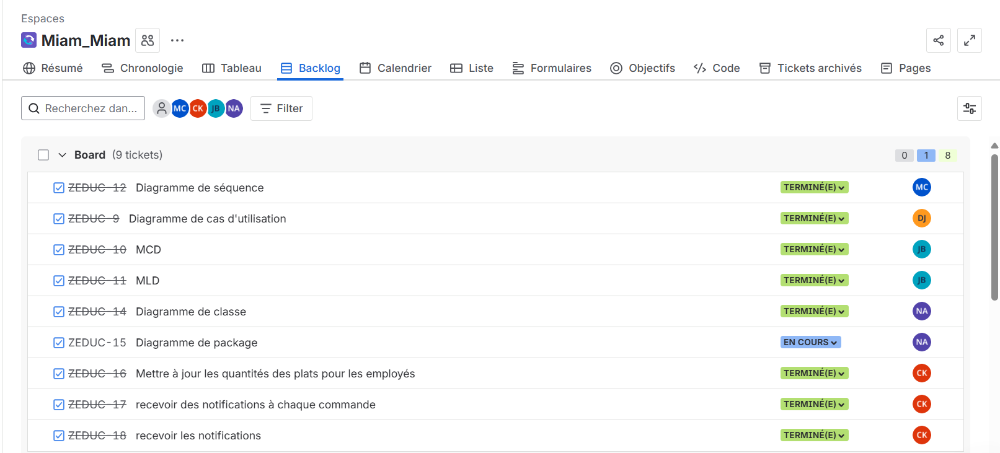 Espaces
Miam_Miam
Résumé Chronologie Tableau Backlog Calendrier Liste Formulaires Objectifs Code Tickets archivés Pages
Recherchez dan... MC CK JB NA Filter
Board (9 tickets) 0 1 8
ZEDUC-12 Diagramme de séquence TERMINÉ(E) MC
ZEDUC-9 Diagramme de cas d'utilisation TERMINÉ(E) DJ
ZEDUC-10 MCD TERMINÉ(E) JB
ZEDUC-11 MLD TERMINÉ(E) JB
ZEDUC-14 Diagramme de classe TERMINÉ(E) NA
ZEDUC-15 Diagramme de package EN COURS NA
ZEDUC-16 Mettre à jour les quantités des plats pour les employés TERMINÉ(E) CK
ZEDUC-17 recevoir des notifications à chaque commande TERMINÉ(E) CK
ZEDUC-18 recevoir les notifications TERMINÉ(E) CK